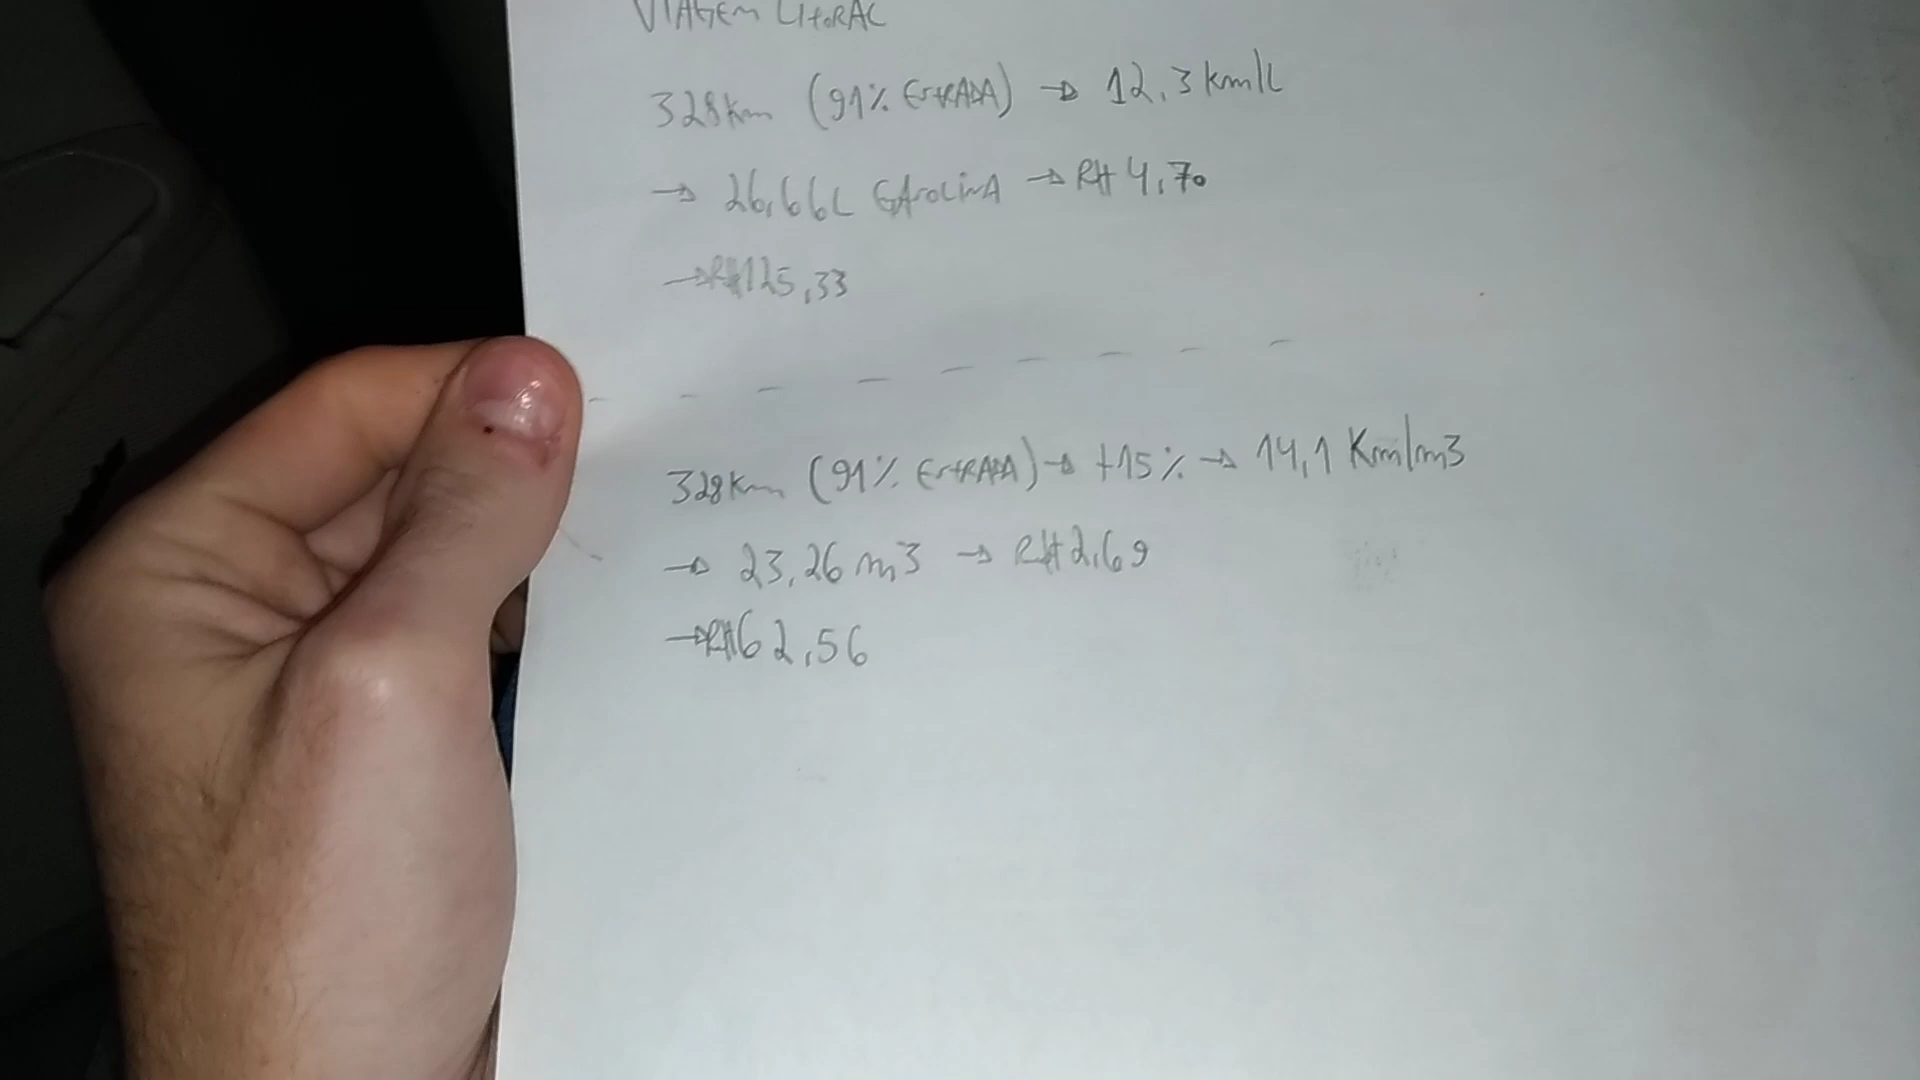 VIAGEM LITORAL
328km (91% ESTRADA) → 12,3 km/L
→ 26,66L GASOLINA → R$ 4,70
→ R$125,33
328km (91% ESTRADA) → +15% → 14,1 Km/m3
→ 23,26 m3 → R$ 2,69
→ R$62,56